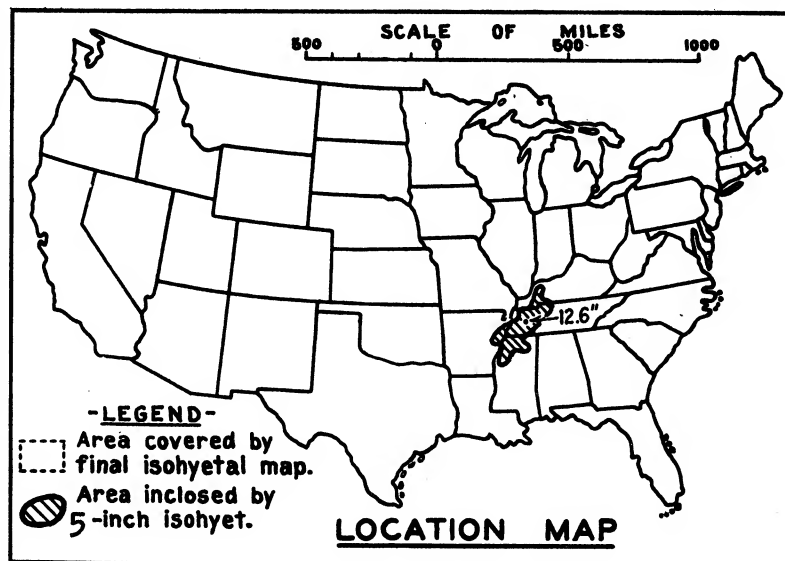 SCALE OF MILES
500 0 500 1000
12.6"
-LEGEND-
Area covered by
final isohyetal map.
Area inclosed by
5-inch isohyet.
LOCATION MAP